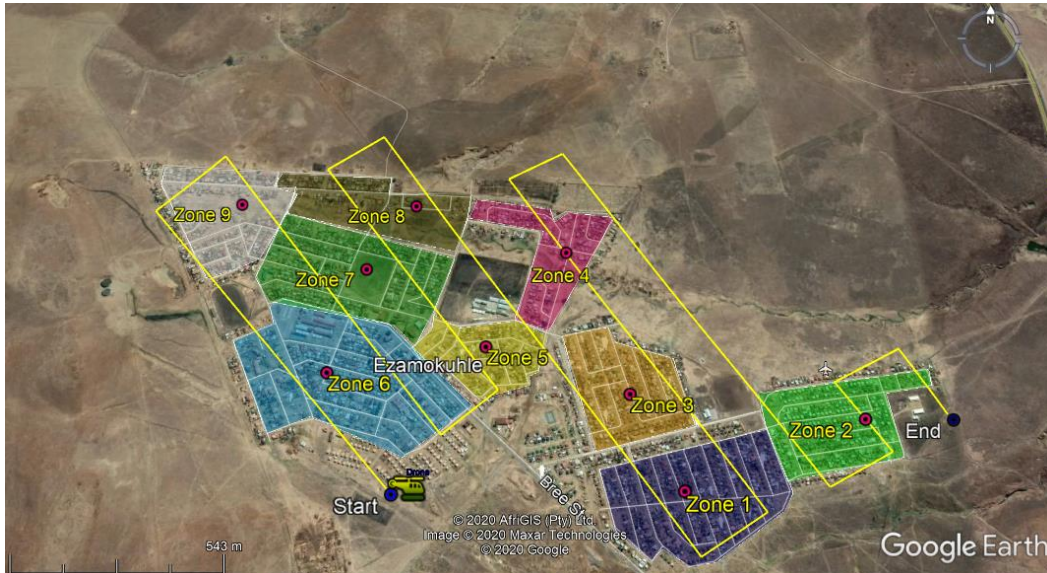 N
Zone 9
Zone 8
Zone 7
Zone 4
Ezamokuhle
Zone 5
Zone 6
Zone 3
Zone 2
End
Drone
Start
Bree St
Zone 1
© 2020 AfriGIS (Pty) Ltd.
Image © 2020 Maxar Technologies
© 2020 Google
543 m
Google Earth